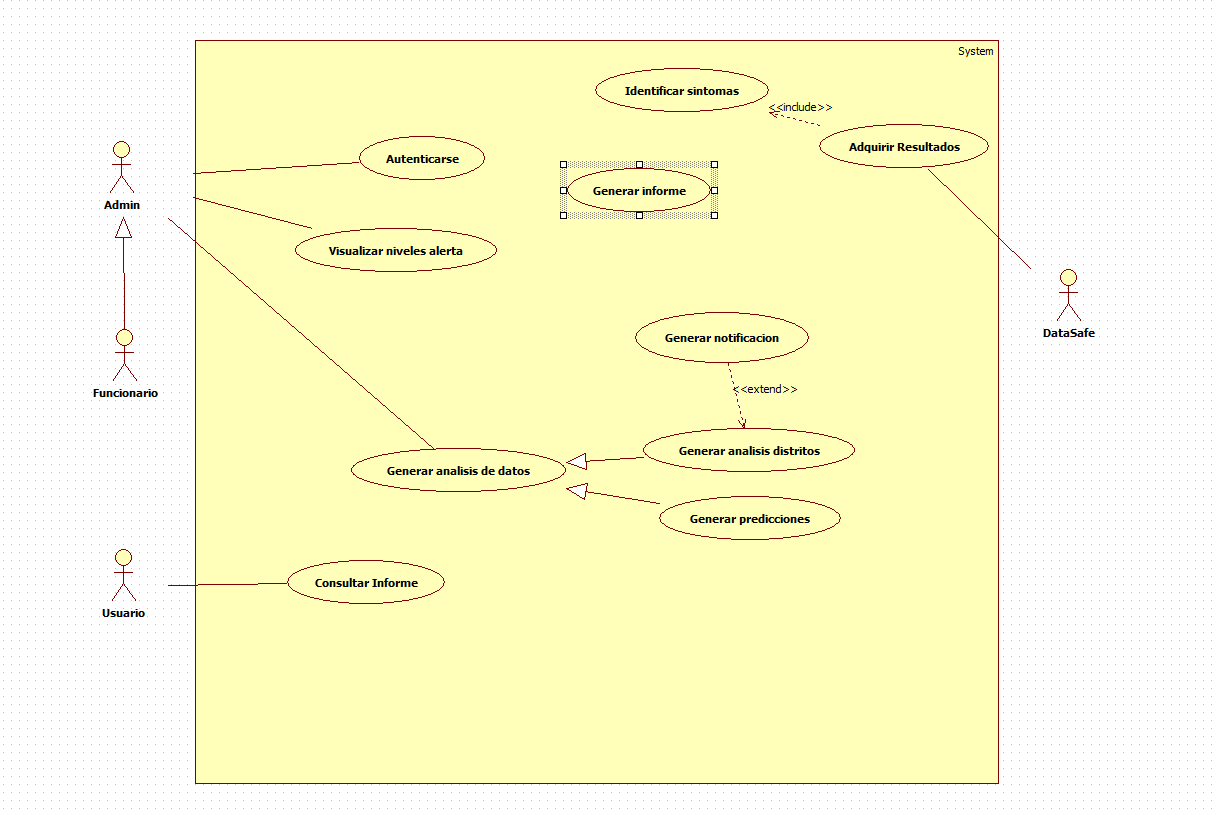 System
Identificar sintomas
<<include>>
Adquirir Resultados
Autenticarse
Generar informe
Admin
Visualizar niveles alerta
DataSafe
Generar notificacion
Funcionario
<<extend>>
Generar analisis distritos
Generar analisis de datos
Generar predicciones
Consultar Informe
Usuario